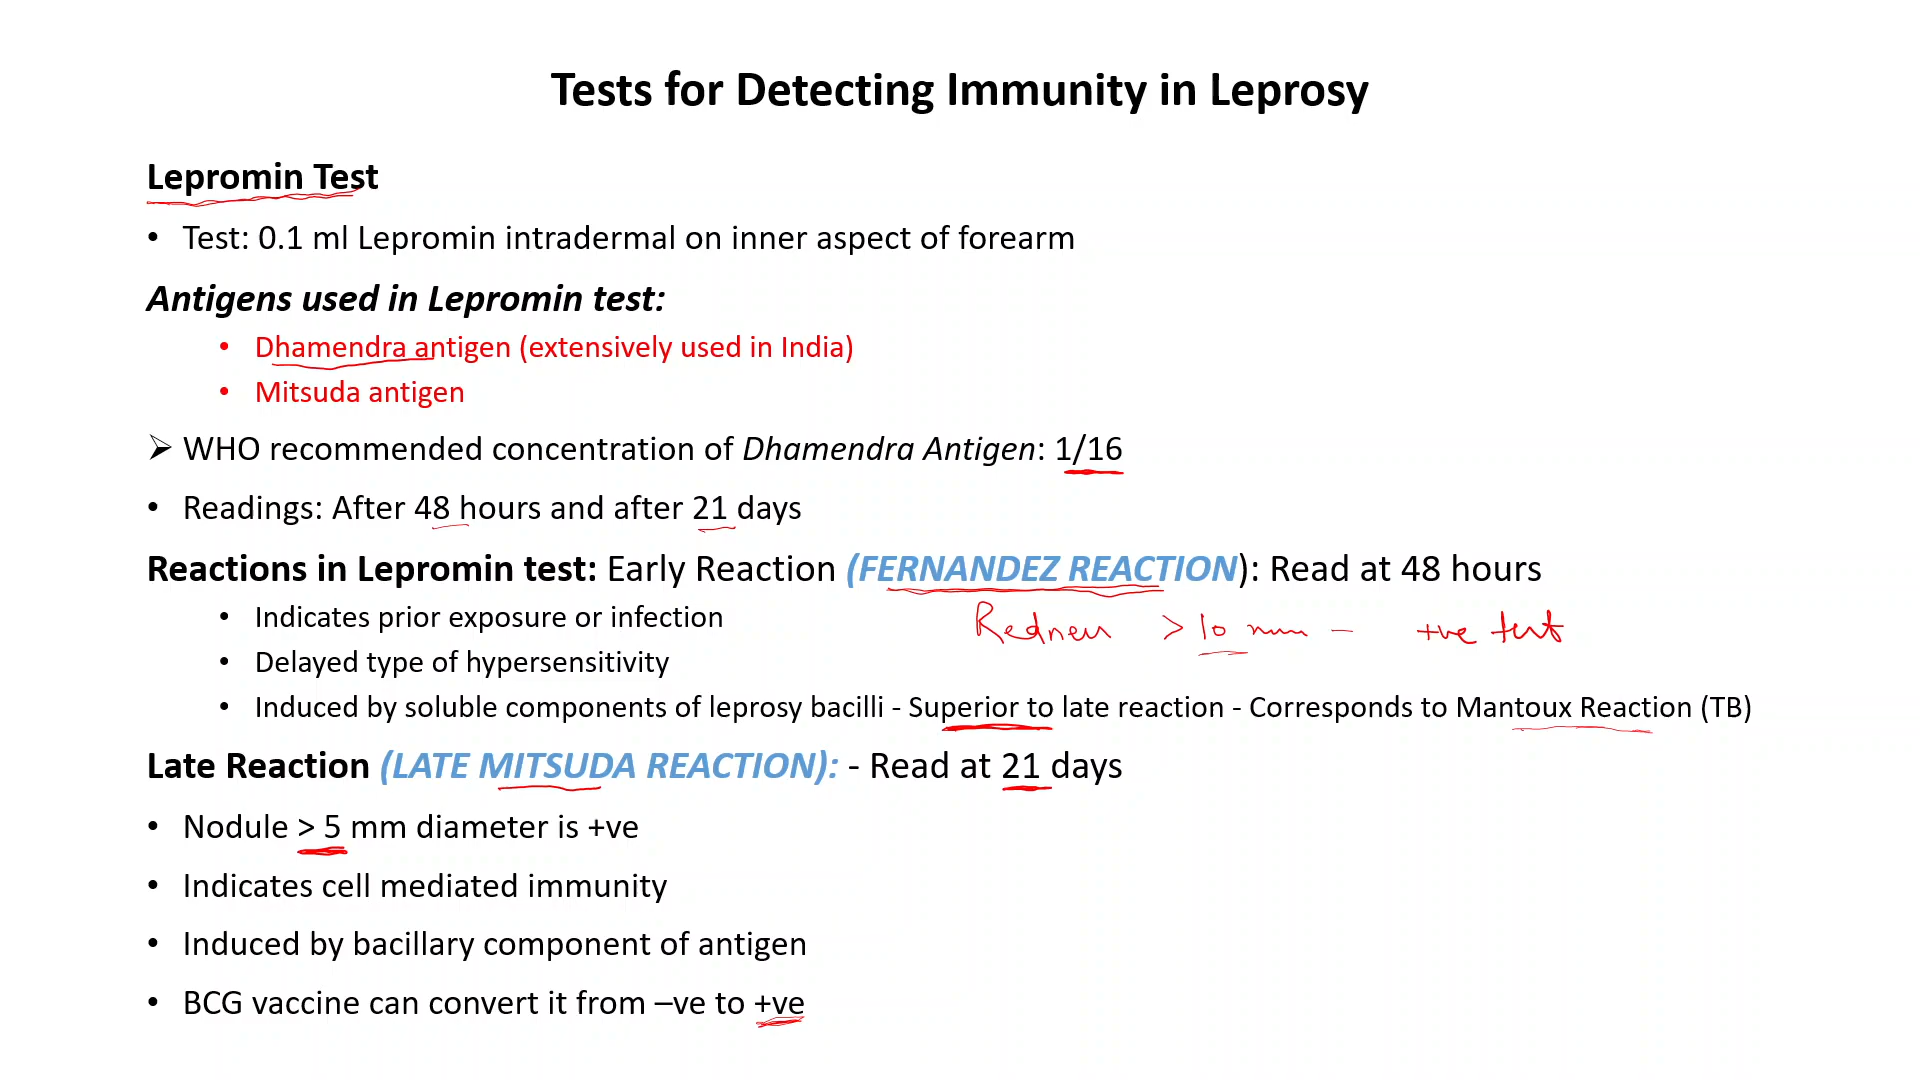 Tests for Detecting Immunity in Leprosy
Lepromin Test
• Test: 0.1 ml Lepromin intradermal on inner aspect of forearm
Antigens used in Lepromin test:
• Dhamendra antigen (extensively used in India)
• Mitsuda antigen
➢ WHO recommended concentration of Dhamendra Antigen: 1/16
• Readings: After 48 hours and after 21 days
Reactions in Lepromin test: Early Reaction (FERNANDEZ REACTION): Read at 48 hours
• Indicates prior exposure or infection
Redness > 10 mm – +ve test
• Delayed type of hypersensitivity
• Induced by soluble components of leprosy bacilli - Superior to late reaction - Corresponds to Mantoux Reaction (TB)
Late Reaction (LATE MITSUDA REACTION): - Read at 21 days
• Nodule > 5 mm diameter is +ve
• Indicates cell mediated immunity
• Induced by bacillary component of antigen
• BCG vaccine can convert it from –ve to +ve